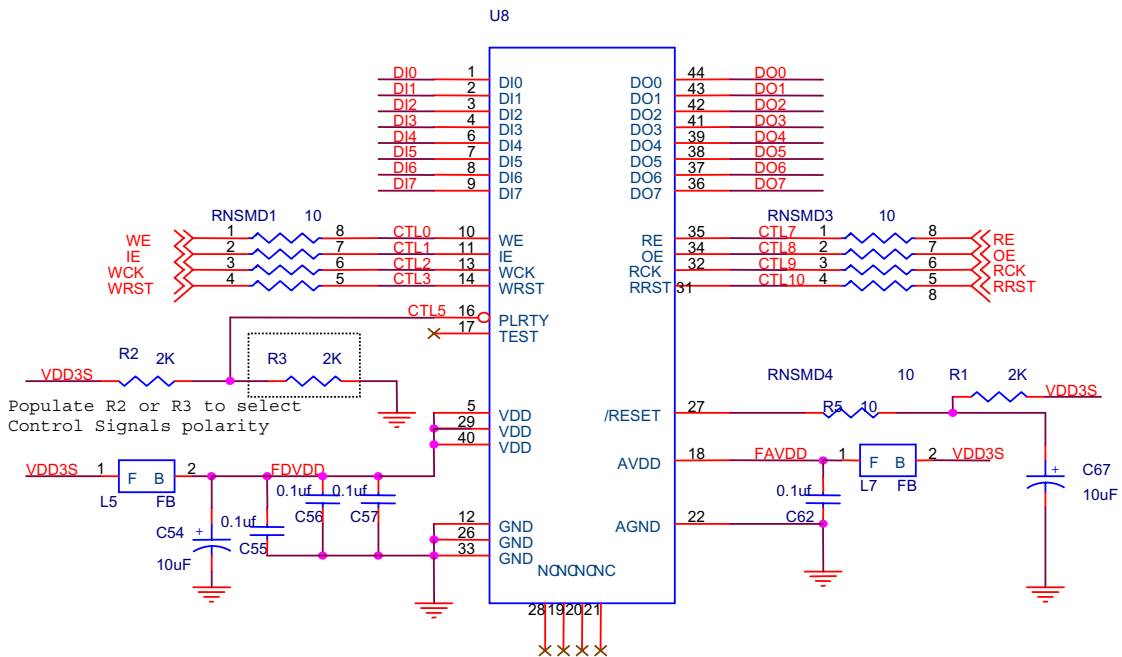 U8
DI0 1 DI0 DO0 44 DO0
DI1 2 DI1 DO1 43 DO1
DI2 3 DI2 DO2 42 DO2
DI3 4 DI3 DO3 41 DO3
DI4 6 DI4 DO4 39 DO4
DI5 7 DI5 DO5 38 DO5
DI6 8 DI6 DO6 37 DO6
DI7 9 DI7 DO7 36 DO7
RNSMD1 10 RNSMD3 10
WE 1 8 CTL0 10 WE RE 35 CTL7 1 8 RE
IE 2 7 CTL1 11 IE OE 34 CTL8 2 7 OE
WCK 3 6 CTL2 13 WCK RCK 32 CTL9 3 6 RCK
WRST 4 5 CTL3 14 WRST RRST 31 CTL10 4 5 RRST
8
CTL5 16 PLRTY
17 TEST
R2 2K R3 2K
VDD3S
Populate R2 or R3 to select
Control Signals polarity
RNSMD4 10 R1 2K
VDD3S
5 VDD /RESET 27 R5 10
29 VDD
40 VDD
VDD3S 1 F B 2 FDVDD
L5 FB
AVDD 18 FAVDD 1 F B 2 VDD3S
L7 FB
C67
10uF
0.1uf 0.1uf
C56 C57
0.1uf
C55
C54 +
10uF
0.1uf
C62
+
12 GND AGND 22
26 GND
33 GND
NC NC NC NC
28 19 20 21